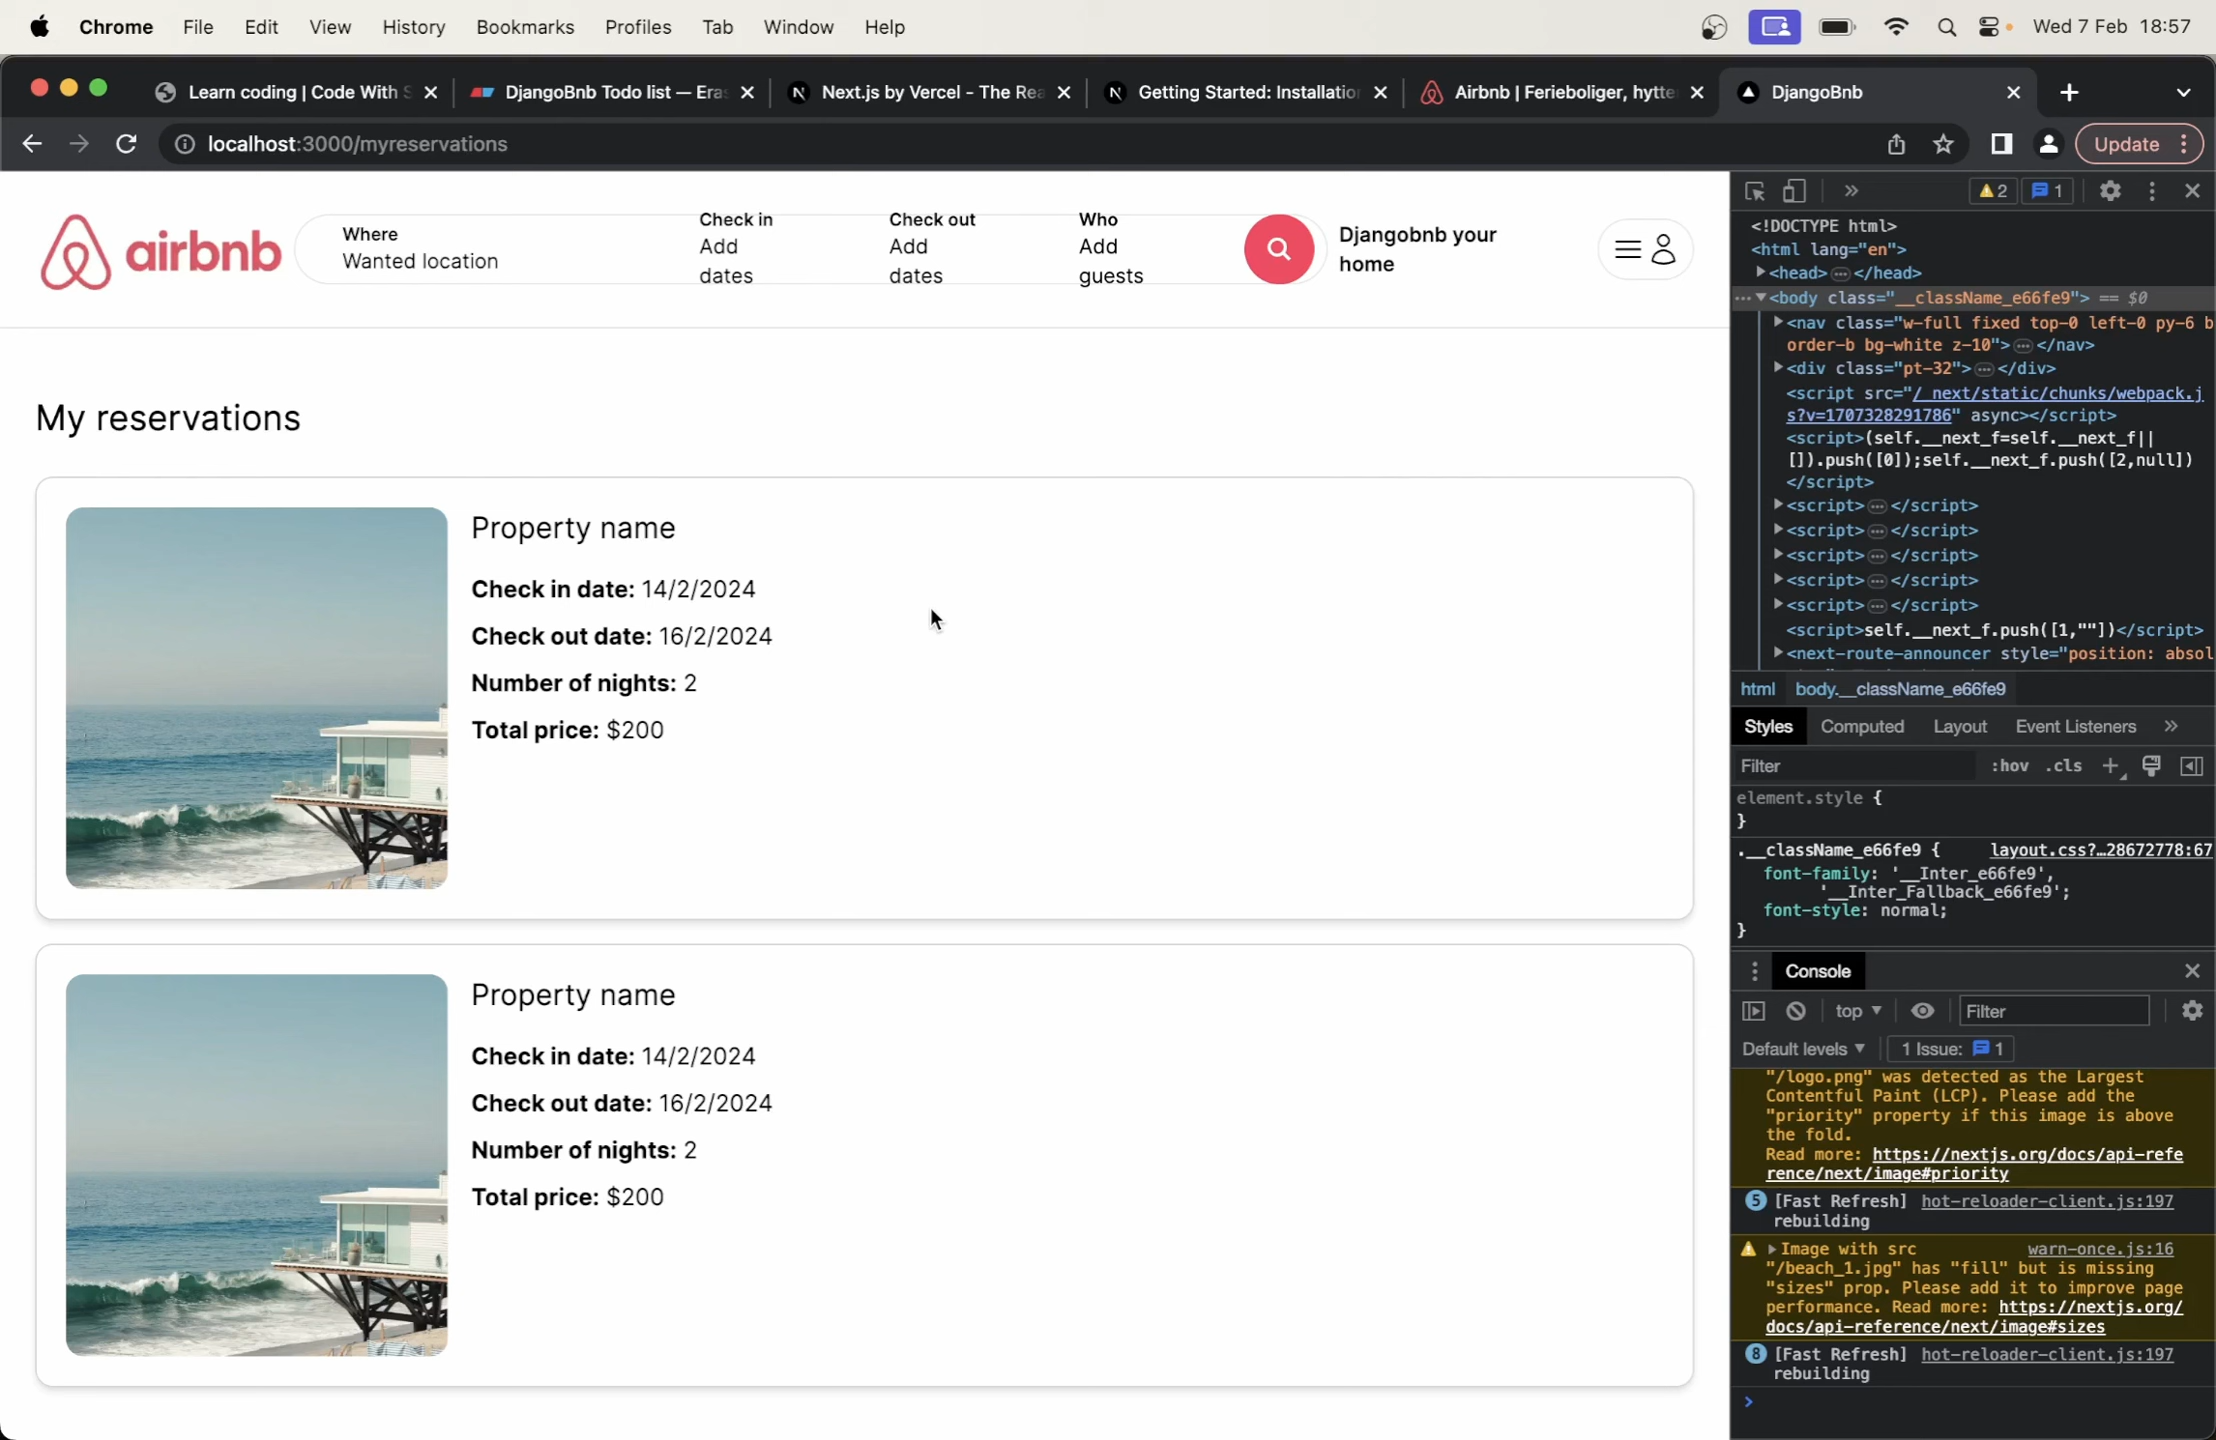 Chrome File Edit View History Bookmarks Profiles Tab Window Help Wed 7 Feb 18:57
Learn coding | Code With S DjangoBnb Todo list — Eras Next.js by Vercel - The Rea Getting Started: Installation Airbnb | Ferieboliger, hytte DjangoBnb
localhost:3000/myreservations Update
airbnb
Where
Wanted location
Check in
Add
dates
Check out
Add
dates
Who
Add
guests
Djangobnb your
home
My reservations
Property name
Check in date: 14/2/2024
Check out date: 16/2/2024
Number of nights: 2
Total price: $200
Property name
Check in date: 14/2/2024
Check out date: 16/2/2024
Number of nights: 2
Total price: $200
2 1
<!DOCTYPE html>
<html lang="en">
<head> </head>
<body class="__className_e66fe9"> == $0
<nav class="w-full fixed top-0 left-0 py-6 b
order-b bg-white z-10"> </nav>
<div class="pt-32"> </div>
<script src="/_next/static/chunks/webpack.j
s?v=1707328291786" async></script>
<script>(self.__next_f=self.__next_f||
[]).push([0]);self.__next_f.push([2,null])
</script>
<script> </script>
<script> </script>
<script> </script>
<script> </script>
<script> </script>
<script>self.__next_f.push([1,""])</script>
<next-route-announcer style="position: absol
html body.__className_e66fe9
Styles Computed Layout Event Listeners
Filter :hov .cls
element.style {
}
.__className_e66fe9 { layout.css?…28672778:67
font-family: '__Inter_e66fe9',
'__Inter_Fallback_e66fe9';
font-style: normal;
}
Console
top Filter
Default levels 1 Issue: 1
"/logo.png" was detected as the Largest
Contentful Paint (LCP). Please add the
"priority" property if this image is above
the fold.
Read more: https://nextjs.org/docs/api-refe
rence/next/image#priority
5 [Fast Refresh] hot-reloader-client.js:197
rebuilding
Image with src warn-once.js:16
"/beach_1.jpg" has "fill" but is missing
"sizes" prop. Please add it to improve page
performance. Read more: https://nextjs.org/
docs/api-reference/next/image#sizes
8 [Fast Refresh] hot-reloader-client.js:197
rebuilding